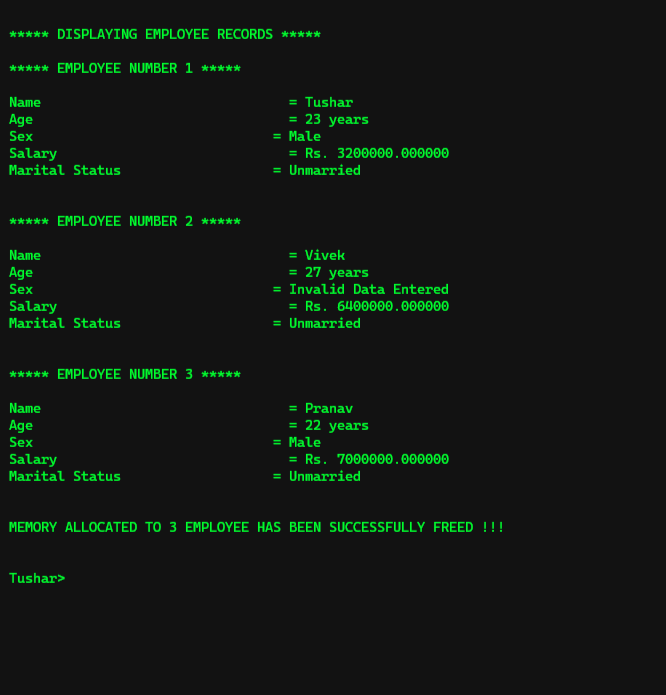 ***** DISPLAYING EMPLOYEE RECORDS *****
***** EMPLOYEE NUMBER 1 *****
Name = Tushar
Age = 23 years
Sex = Male
Salary = Rs. 3200000.000000
Marital Status = Unmarried
***** EMPLOYEE NUMBER 2 *****
Name = Vivek
Age = 27 years
Sex = Invalid Data Entered
Salary = Rs. 6400000.000000
Marital Status = Unmarried
***** EMPLOYEE NUMBER 3 *****
Name = Pranav
Age = 22 years
Sex = Male
Salary = Rs. 7000000.000000
Marital Status = Unmarried
MEMORY ALLOCATED TO 3 EMPLOYEE HAS BEEN SUCCESSFULLY FREED !!!
Tushar>